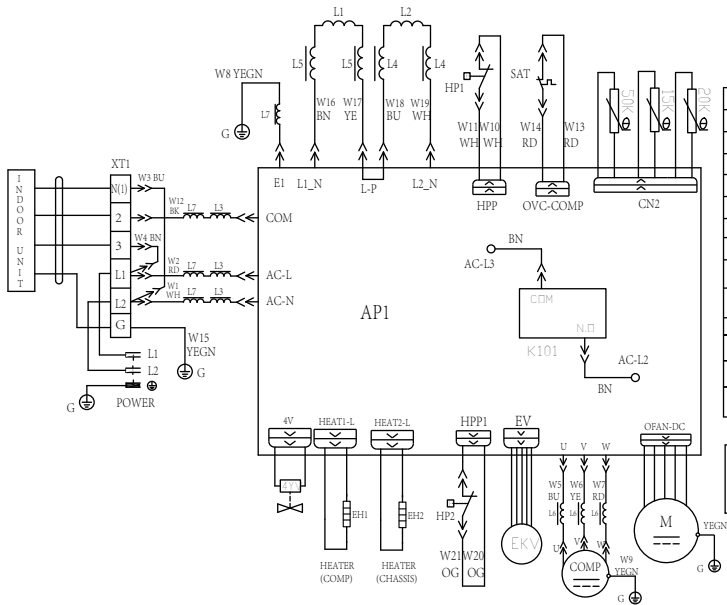 L1
L2
L5
L5
L4
L4
W8 YEGN
L7
G
W16
BN
W17
YE
W18
BU
W19
WH
HP1
W11
WH
W10
WH
SAT
W14
RD
W13
RD
50K
θ
15K
θ
20K
θ
E1
L1_N
L-P
L2_N
HPP
OVC-COMP
CN2
INDOOR UNIT
XT1
N(1)
2
3
L1
L2
G
W3 BU
W12
BK
L7
L3
COM
W4 BN
W2
RD
L7
L3
AC-L
W1
WH
L7
L3
AC-N
W15
YEGN
G
L1
L2
G
POWER
AP1
BN
AC-L3
COM
N.O
K101
AC-L2
BN
4V
HEAT1-L
HEAT2-L
HPP1
EV
U
V
W
OFAN-DC
4YV
EH1
EH2
HP2
W21
OG
W20
OG
EKV
W5
BU
W6
YE
W7
RD
L6
L6
L6
U
V
W
COMP
W9
YEGN
G
M
YEGN
G
HEATER
(COMP)
HEATER
(CHASSIS)